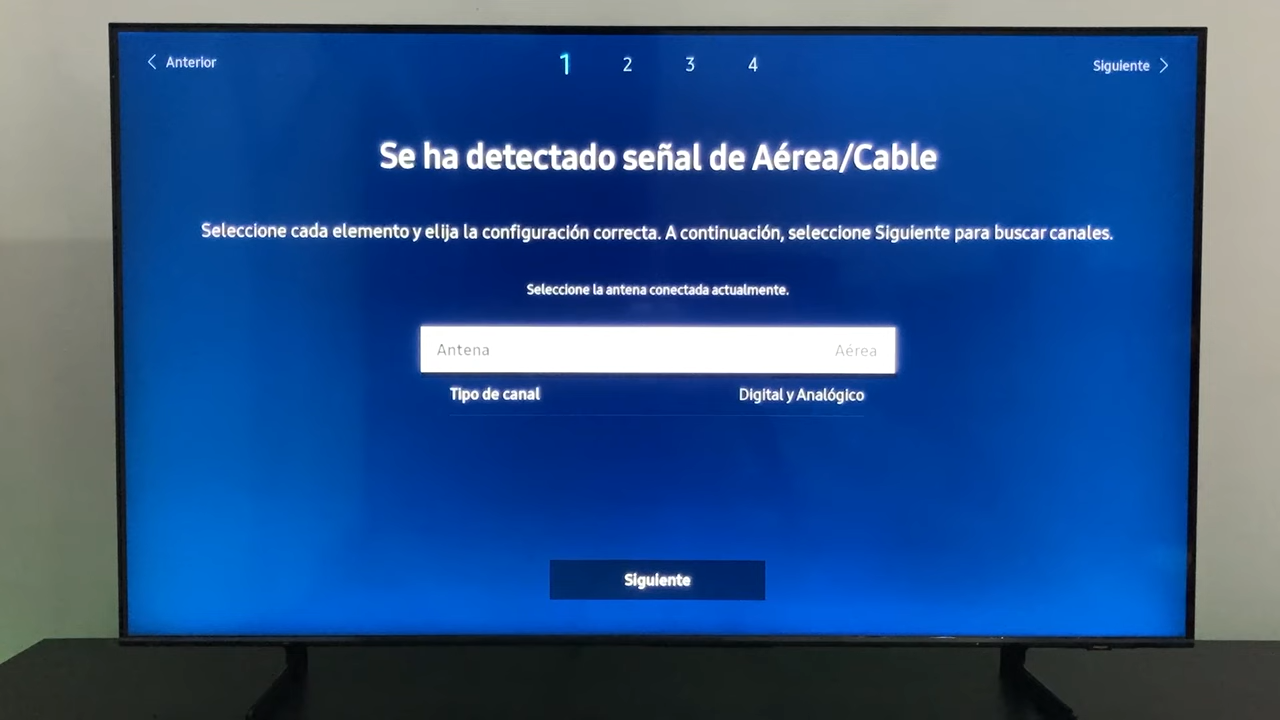 Anterior
1 2 3 4
Siguiente
Se ha detectado señal de Aérea/Cable
Seleccione cada elemento y elija la configuración correcta. A continuación, seleccione Siguiente para buscar canales.
Seleccione la antena conectada actualmente.
Antena Aérea
Tipo de canal Digital y Analógico
Siguiente